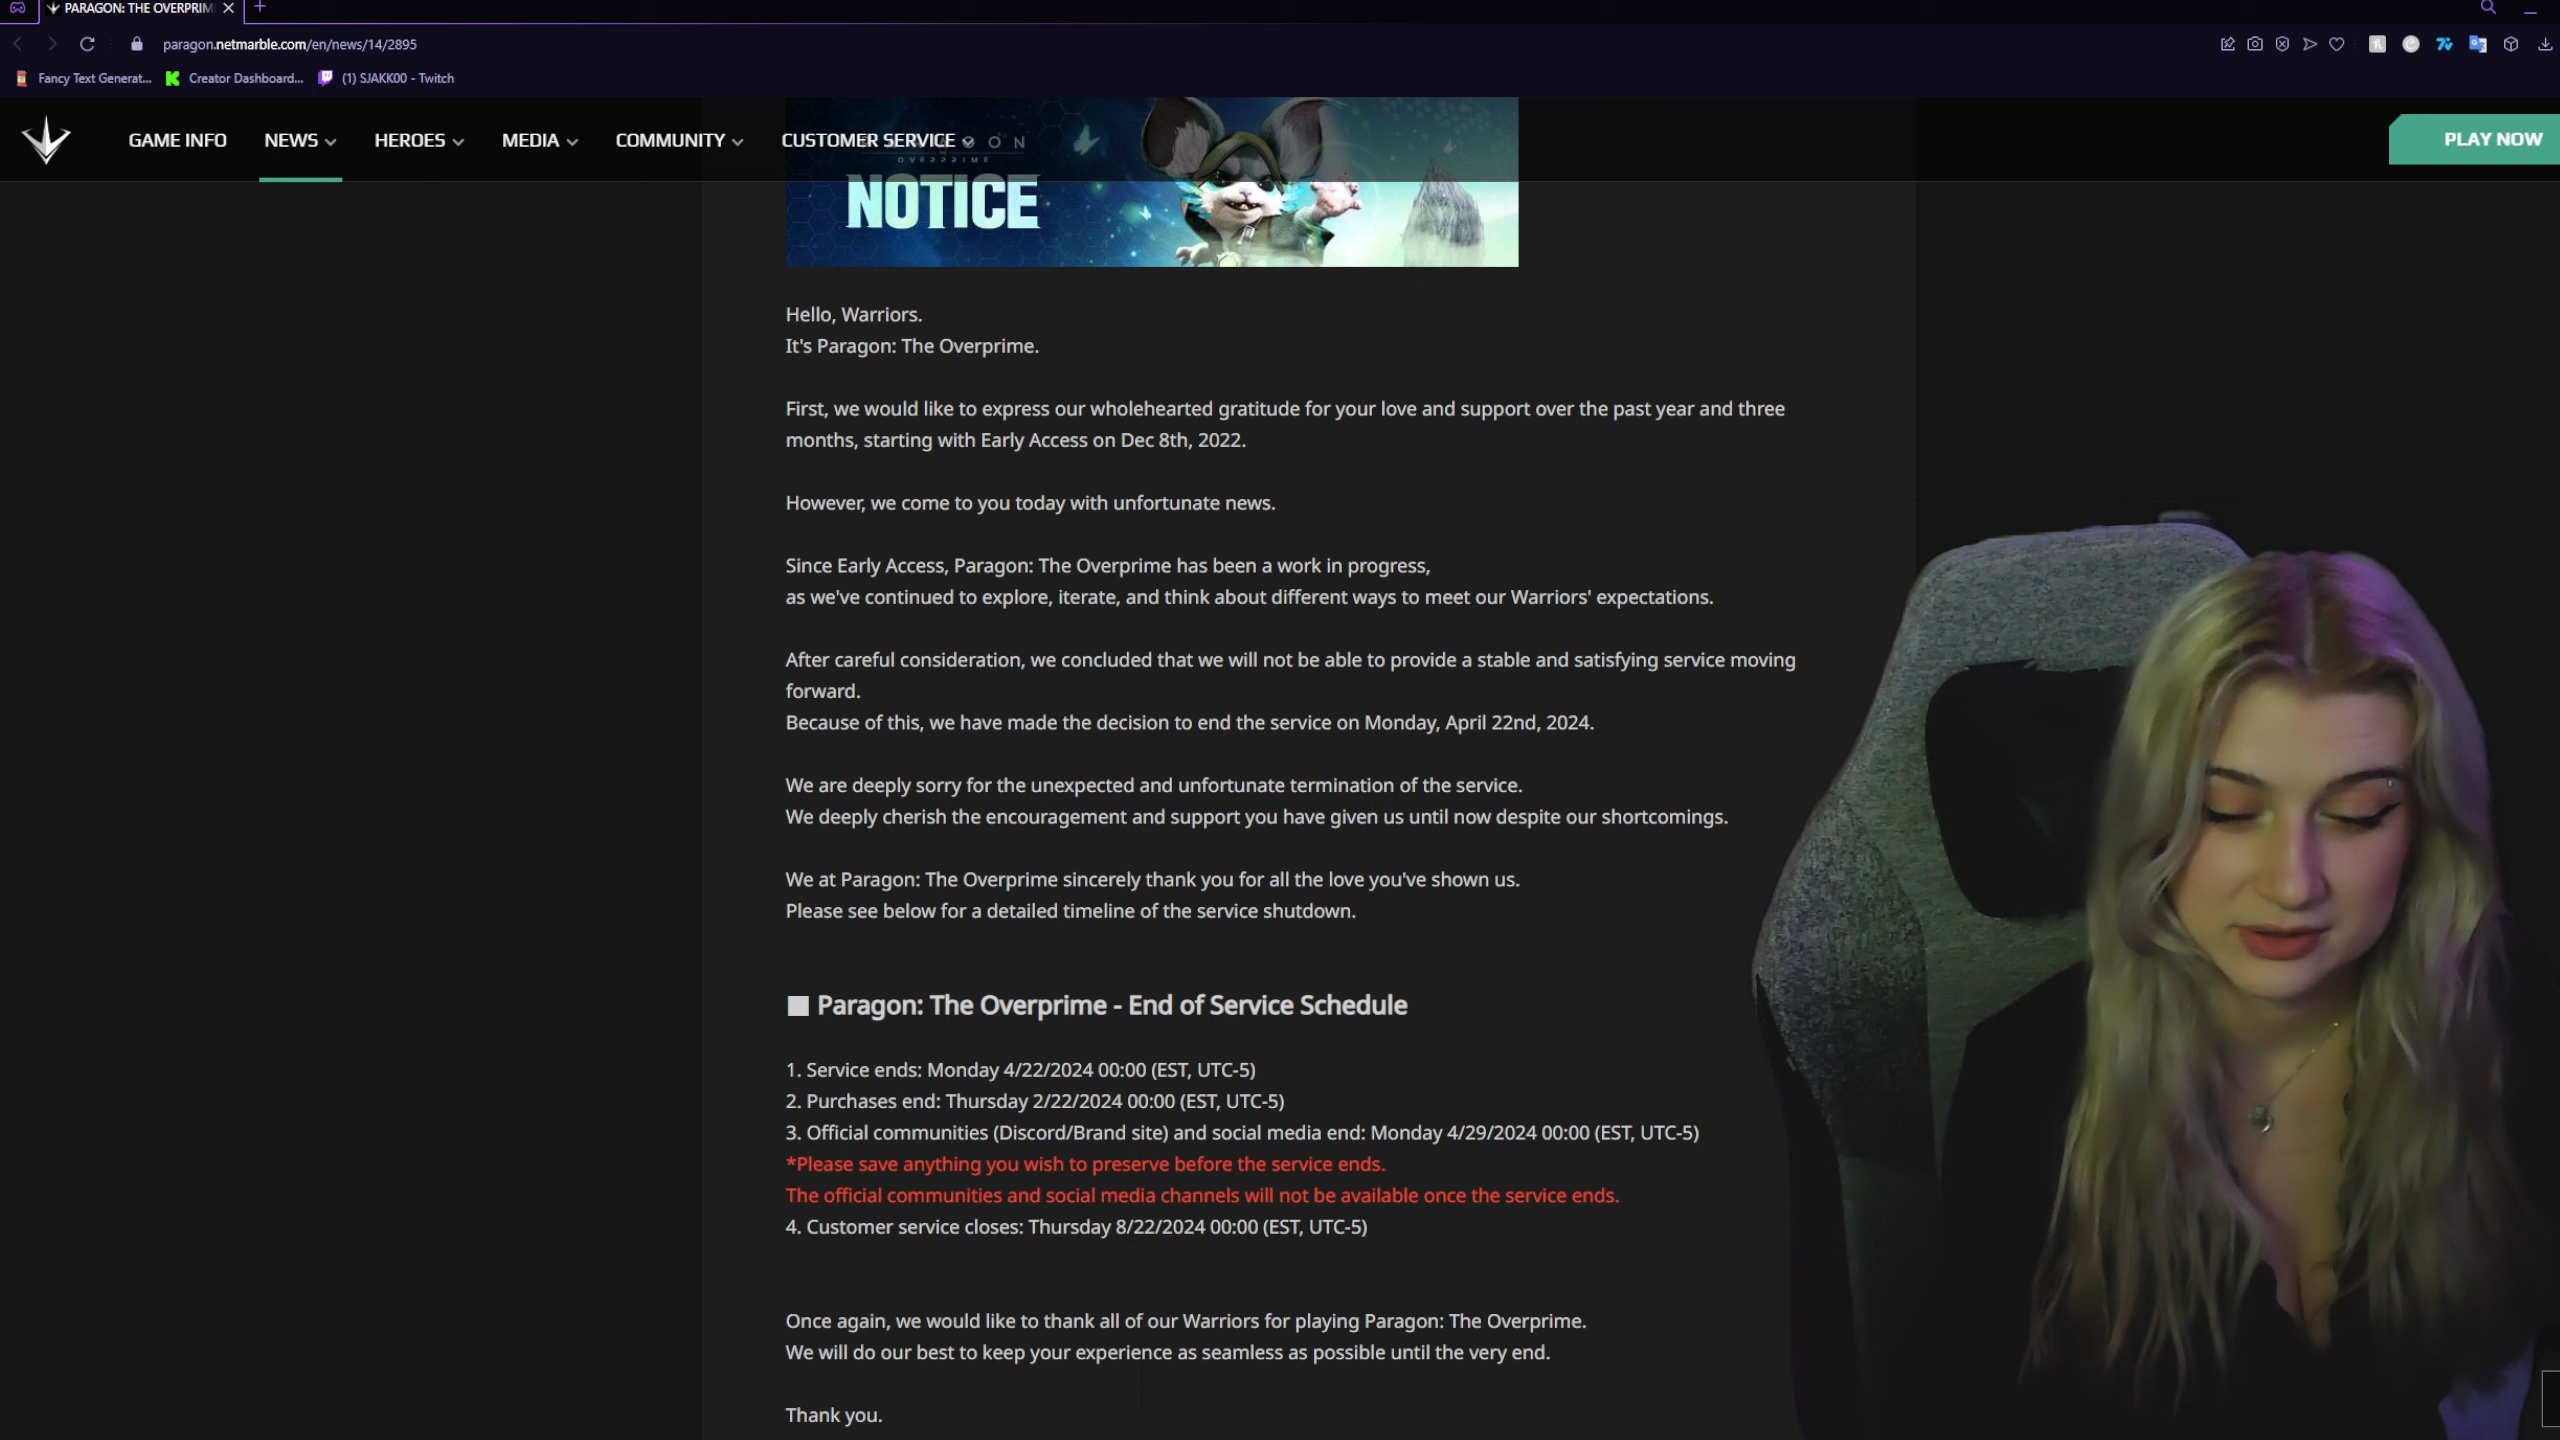 PARAGON: THE OVERPRIM
paragon.netmarble.com/en/news/14/2895
Fancy Text Generat...
Creator Dashboard...
(1) SJAKK00 - Twitch
GAME INFO
NEWS
HEROES
MEDIA
COMMUNITY
CUSTOMER SERVICE
PLAY NOW
OVERPRIME
NOTICE
Hello, Warriors.
It's Paragon: The Overprime.
First, we would like to express our wholehearted gratitude for your love and support over the past year and three
months, starting with Early Access on Dec 8th, 2022.
However, we come to you today with unfortunate news.
Since Early Access, Paragon: The Overprime has been a work in progress,
as we've continued to explore, iterate, and think about different ways to meet our Warriors' expectations.
After careful consideration, we concluded that we will not be able to provide a stable and satisfying service moving
forward.
Because of this, we have made the decision to end the service on Monday, April 22nd, 2024.
We are deeply sorry for the unexpected and unfortunate termination of the service.
We deeply cherish the encouragement and support you have given us until now despite our shortcomings.
We at Paragon: The Overprime sincerely thank you for all the love you've shown us.
Please see below for a detailed timeline of the service shutdown.
■ Paragon: The Overprime - End of Service Schedule
1. Service ends: Monday 4/22/2024 00:00 (EST, UTC-5)
2. Purchases end: Thursday 2/22/2024 00:00 (EST, UTC-5)
3. Official communities (Discord/Brand site) and social media end: Monday 4/29/2024 00:00 (EST, UTC-5)
*Please save anything you wish to preserve before the service ends.
The official communities and social media channels will not be available once the service ends.
4. Customer service closes: Thursday 8/22/2024 00:00 (EST, UTC-5)
Once again, we would like to thank all of our Warriors for playing Paragon: The Overprime.
We will do our best to keep your experience as seamless as possible until the very end.
Thank you.